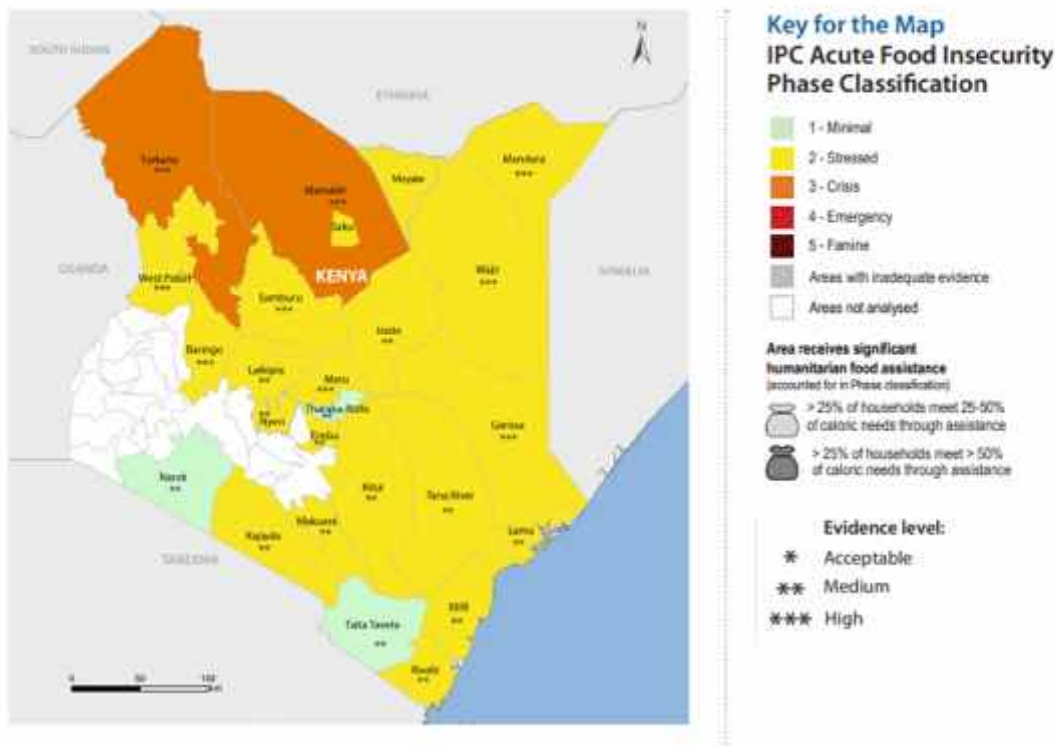 N
SOUTH SUDAN
ETHIOPIA
Turkana
***
Marsabit
***
Moyale
Mandera
***
Saku
UGANDA
KENYA
SOMALIA
West Pokot
***
Samburu
***
Wajir
***
Isiolo
**
Baringo
***
Laikipia
**
Meru
***
Tharaka Nithi
**
Nyeri
**
Embu
**
Garissa
***
Narok
**
Kitui
**
Tana River
**
Makueni
**
Kajiado
**
Lamu
**
TANZANIA
Kilifi
**
Taita Taveta
**
Kwale
**
0
Key for the Map
IPC Acute Food Insecurity
Phase Classification
1 - Minimal
2 - Stressed
3 - Crisis
4 - Emergency
5 - Famine
Areas with inadequate evidence
Areas not analysed
Area receives significant
humanitarian food assistance
(accounted for in Phase classification)
> 25% of households meet 25-50%
of caloric needs through assistance
> 25% of households meet > 50%
of caloric needs through assistance
Evidence level:
* Acceptable
** Medium
*** High